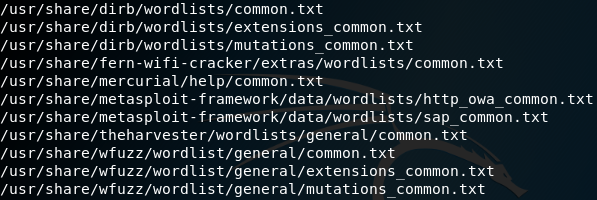 /usr/share/dirb/wordlists/common.txt
/usr/share/dirb/wordlists/extensions_common.txt
/usr/share/dirb/wordlists/mutations_common.txt
/usr/share/fern-wifi-cracker/extras/wordlists/common.txt
/usr/share/mercurial/help/common.txt
/usr/share/metasploit-framework/data/wordlists/http_owa_common.txt
/usr/share/metasploit-framework/data/wordlists/sap_common.txt
/usr/share/theharvester/wordlists/general/common.txt
/usr/share/wfuzz/wordlist/general/common.txt
/usr/share/wfuzz/wordlist/general/extensions_common.txt
/usr/share/wfuzz/wordlist/general/mutations_common.txt